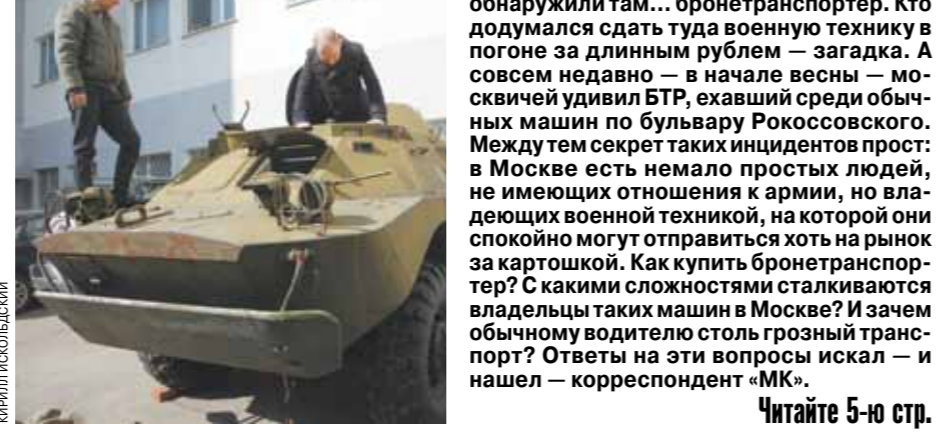 обнаружили там... бронетранспортер. Кто
додумался сдать туда военную технику в
погоне за длинным рублем — загадка. А
совсем недавно — в начале весны — мо-
сквичей удивил БТР, ехавший среди обыч-
ных машин по бульвару Рокоссовского.
Между тем секрет таких инцидентов прост:
в Москве есть немало простых людей,
не имеющих отношения к армии, но вла-
деющих военной техникой, на которой они
спокойно могут отправиться хоть на рынок
за картошкой. Как купить бронетранспор-
тер? С какими сложностями сталкиваются
владельцы таких машин в Москве? И зачем
обычному водителю столь грозный транс-
порт? Ответы на эти вопросы искал — и
нашел — корреспондент «МК».
Читайте 5-ю стр.
КИРИЛЛ ИСКОЛЬДСКИЙ